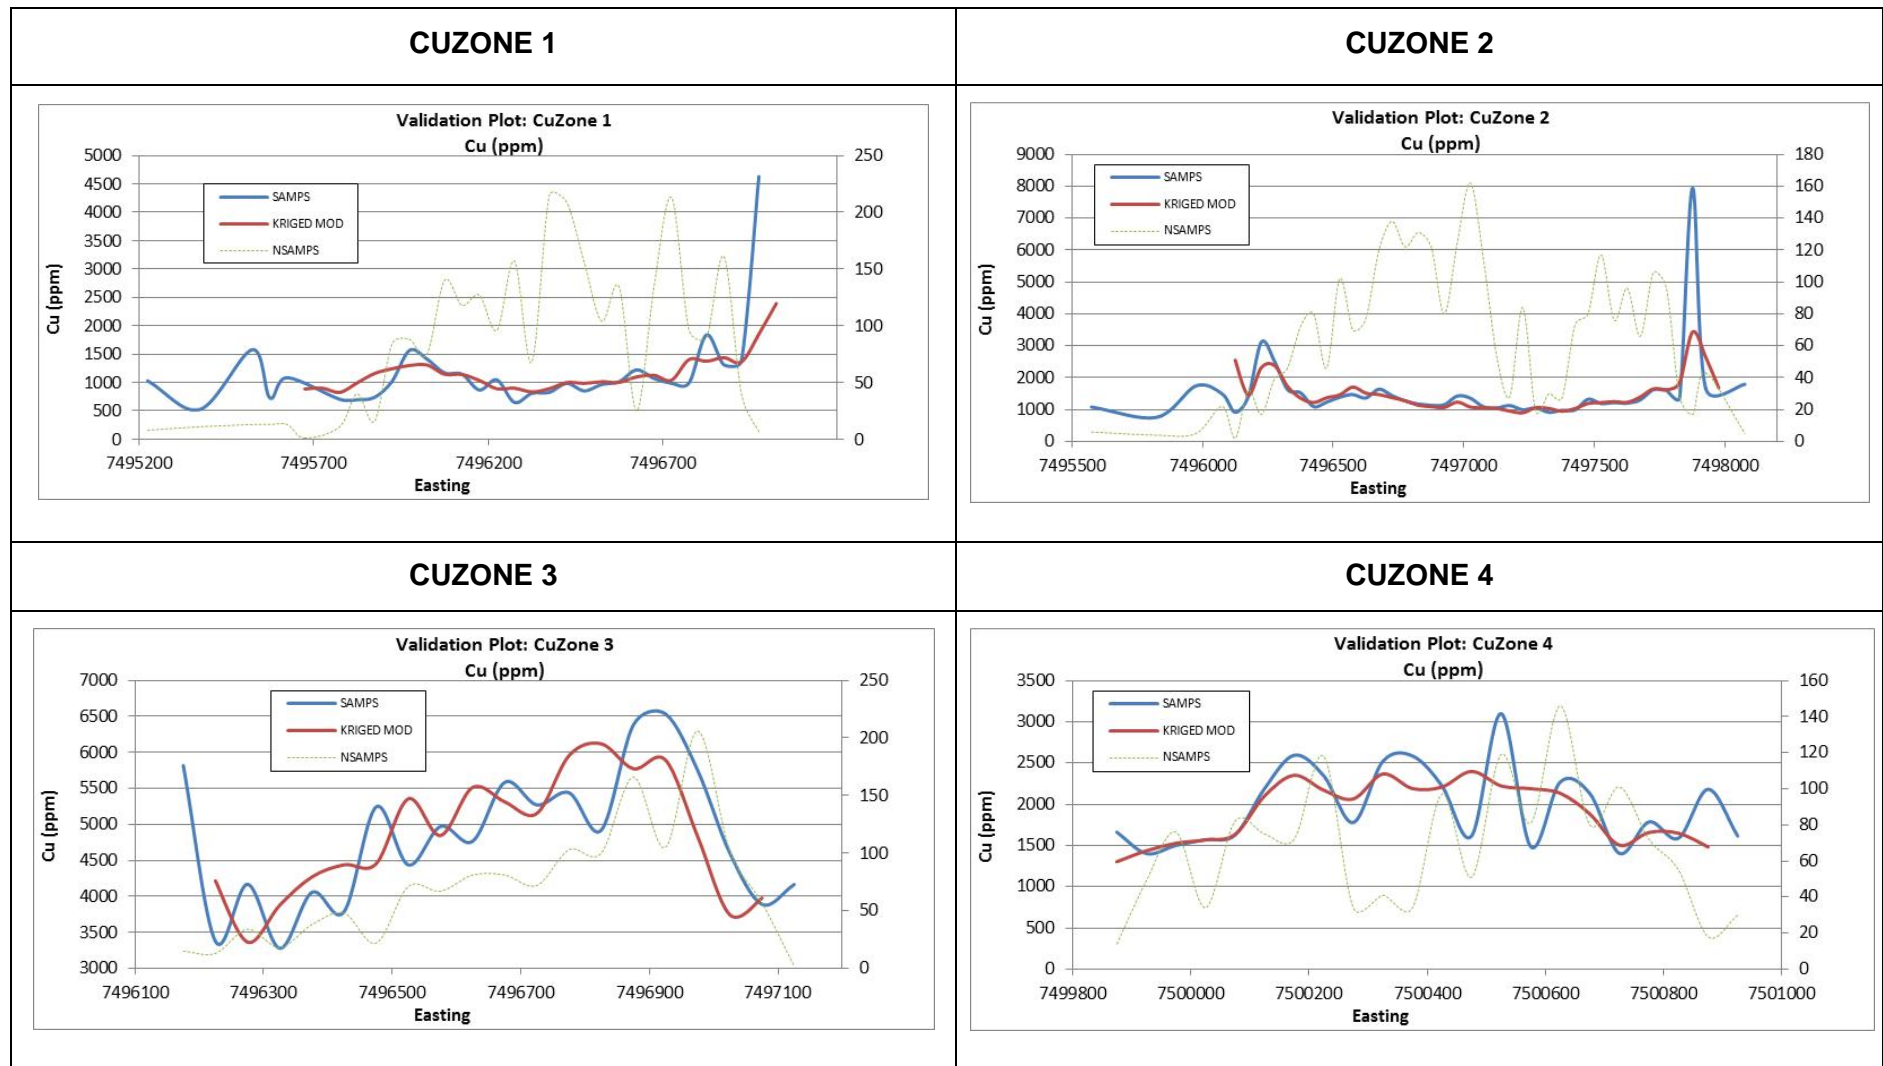 CUZONE 1
CUZONE 2
Validation Plot: CuZone 1
Cu (ppm)
5000
4500
4000
3500
3000
2500
2000
1500
1000
500
0
250
200
150
100
50
0
SAMPS
KRIGED MOD
NSAMPS
Cu (ppm)
7495200 7495700 7496200 7496700
Easting
Validation Plot: CuZone 2
Cu (ppm)
9000
8000
7000
6000
5000
4000
3000
2000
1000
0
180
160
140
120
100
80
60
40
20
0
SAMPS
KRIGED MOD
NSAMPS
Cu (ppm)
7495500 7496000 7496500 7497000 7497500 7498000
Easting
CUZONE 3
CUZONE 4
Validation Plot: CuZone 3
Cu (ppm)
7000
6500
6000
5500
5000
4500
4000
3500
3000
250
200
150
100
50
0
SAMPS
KRIGED MOD
NSAMPS
Cu (ppm)
7496100 7496300 7496500 7496700 7496900 7497100
Easting
Validation Plot: CuZone 4
Cu (ppm)
3500
3000
2500
2000
1500
1000
500
0
160
140
120
100
80
60
40
20
0
SAMPS
KRIGED MOD
NSAMPS
Cu (ppm)
7499800 7500000 7500200 7500400 7500600 7500800 7501000
Easting